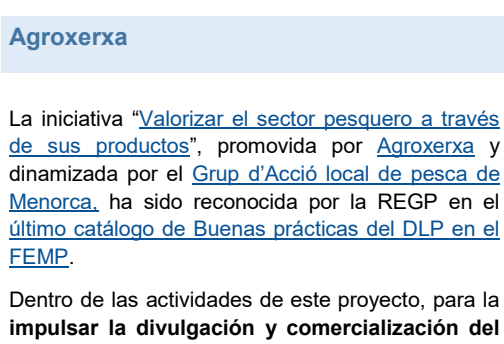 Agroxerxa
La iniciativa “Valorizar el sector pesquero a través
de sus productos”, promovida por Agroxerxa y
dinamizada por el Grup d’Acció local de pesca de
Menorca, ha sido reconocida por la REGP en el
último catálogo de Buenas prácticas del DLP en el
FEMP.
Dentro de las actividades de este proyecto, para la
impulsar la divulgación y comercialización del